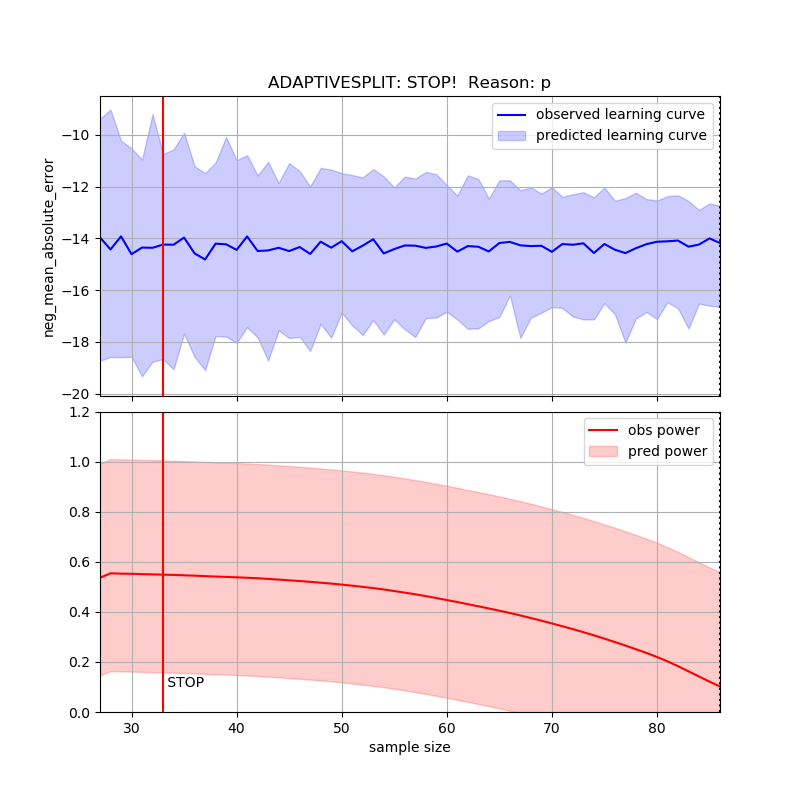 ADAPTIVESPLIT: STOP!  Reason: p
observed learning curve
predicted learning curve
neg_mean_absolute_error
−10
−12
−14
−16
−18
−20
1.2
obs power
pred power
1.0
0.8
0.6
0.4
0.2
0.0
STOP
30 40 50 60 70 80
sample size